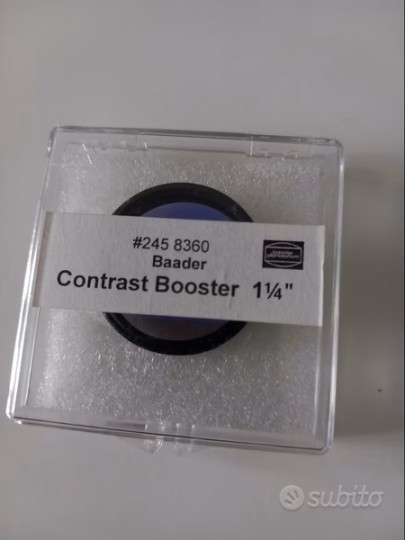 #245 8360
Baader
Contrast Booster 1¼"
subito